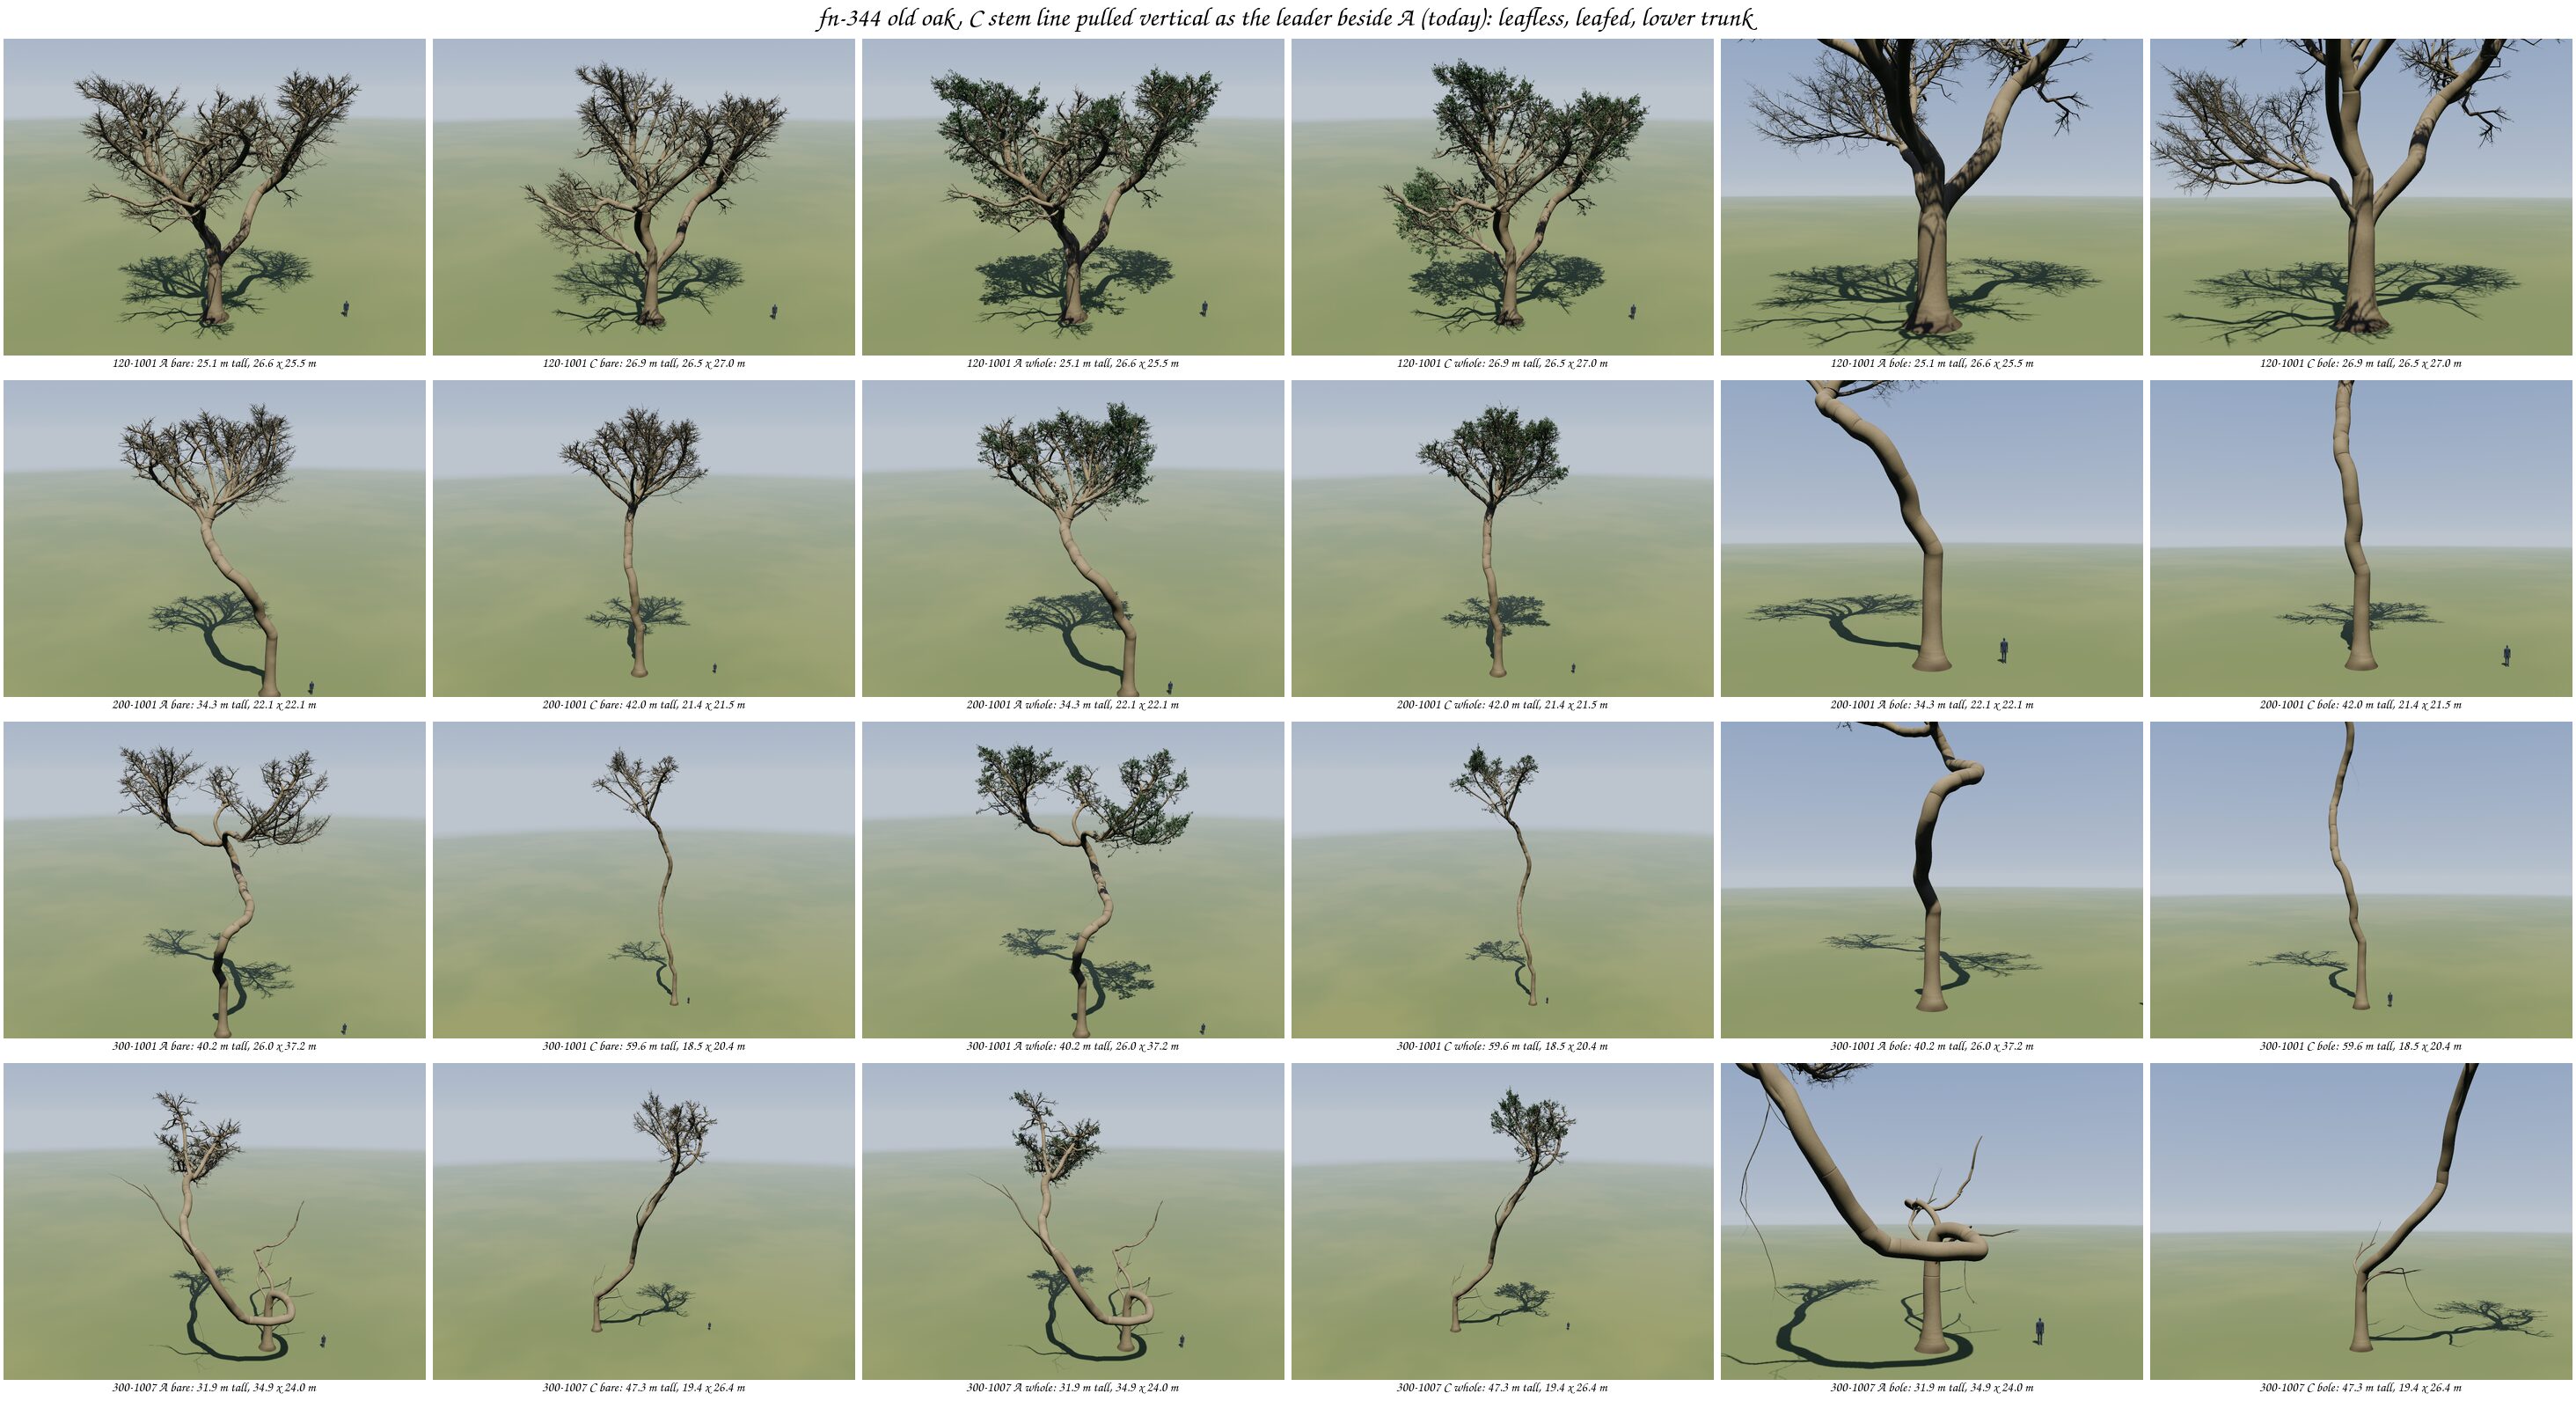 fn-344 old oak, C stem line pulled vertical as the leader beside A (today): leafless, leafed, lower trunk
120-1001 A bare: 25.1 m tall, 26.6 x 25.5 m
120-1001 C bare: 26.9 m tall, 26.5 x 27.0 m
120-1001 A whole: 25.1 m tall, 26.6 x 25.5 m
120-1001 C whole: 26.9 m tall, 26.5 x 27.0 m
120-1001 A bole: 25.1 m tall, 26.6 x 25.5 m
120-1001 C bole: 26.9 m tall, 26.5 x 27.0 m
200-1001 A bare: 34.3 m tall, 22.1 x 22.1 m
200-1001 C bare: 42.0 m tall, 21.4 x 21.5 m
200-1001 A whole: 34.3 m tall, 22.1 x 22.1 m
200-1001 C whole: 42.0 m tall, 21.4 x 21.5 m
200-1001 A bole: 34.3 m tall, 22.1 x 22.1 m
200-1001 C bole: 42.0 m tall, 21.4 x 21.5 m
300-1001 A bare: 40.2 m tall, 26.0 x 37.2 m
300-1001 C bare: 59.6 m tall, 18.5 x 20.4 m
300-1001 A whole: 40.2 m tall, 26.0 x 37.2 m
300-1001 C whole: 59.6 m tall, 18.5 x 20.4 m
300-1001 A bole: 40.2 m tall, 26.0 x 37.2 m
300-1001 C bole: 59.6 m tall, 18.5 x 20.4 m
300-1007 A bare: 31.9 m tall, 34.9 x 24.0 m
300-1007 C bare: 47.3 m tall, 19.4 x 26.4 m
300-1007 A whole: 31.9 m tall, 34.9 x 24.0 m
300-1007 C whole: 47.3 m tall, 19.4 x 26.4 m
300-1007 A bole: 31.9 m tall, 34.9 x 24.0 m
300-1007 C bole: 47.3 m tall, 19.4 x 26.4 m